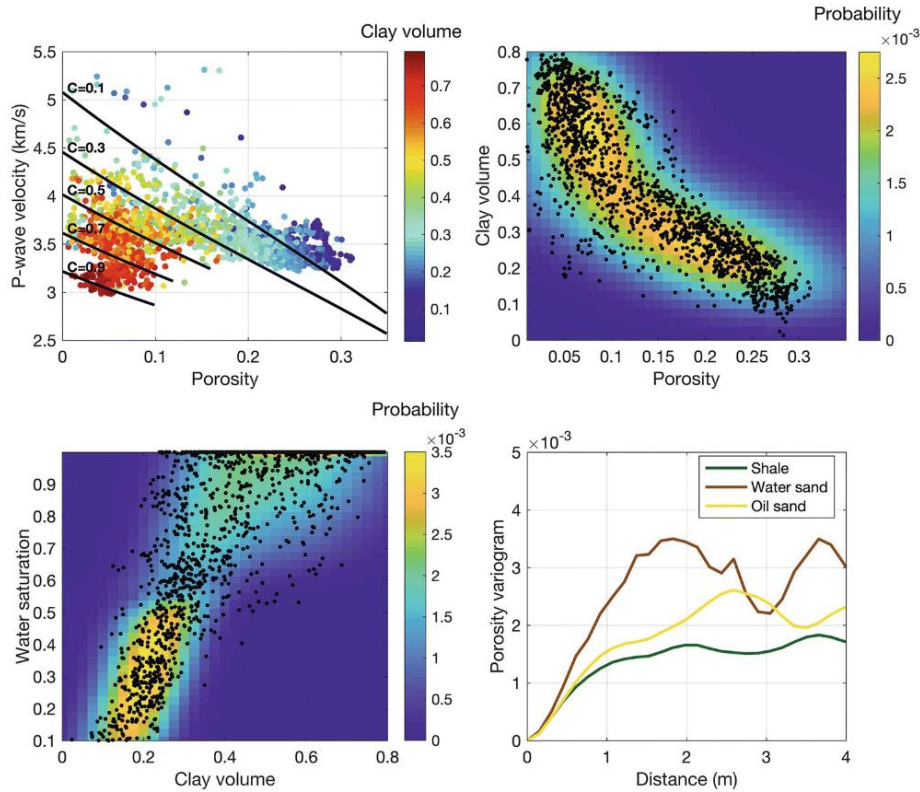 Clay volume
5.5
5
4.5
4
3.5
3
2.5
P-wave velocity (km/s)
C=0.1
C=0.3
C=0.5
C=0.7
C=0.9
0 0.1 0.2 0.3
Porosity
0.7
0.6
0.5
0.4
0.3
0.2
0.1
Probability
×10⁻³
0.8
0.7
0.6
0.5
0.4
0.3
0.2
0.1
0
Clay volume
0.05 0.1 0.15 0.2 0.25 0.3
Porosity
2.5
2
1.5
1
0.5
0
Probability
×10⁻³
0.9
0.8
0.7
0.6
0.5
0.4
0.3
0.2
0.1
Water saturation
0 0.2 0.4 0.6 0.8
Clay volume
3.5
3
2.5
2
1.5
1
0.5
0
×10⁻³
5
4
3
2
1
0
Porosity variogram
Shale
Water sand
Oil sand
0 1 2 3 4
Distance (m)